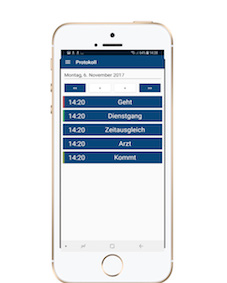 Protokoll
Montag, 6. November 2017
14:20 Geht
14:20 Dienstgang
14:20 Zeitausgleich
14:20 Arzt
14:20 Kommt